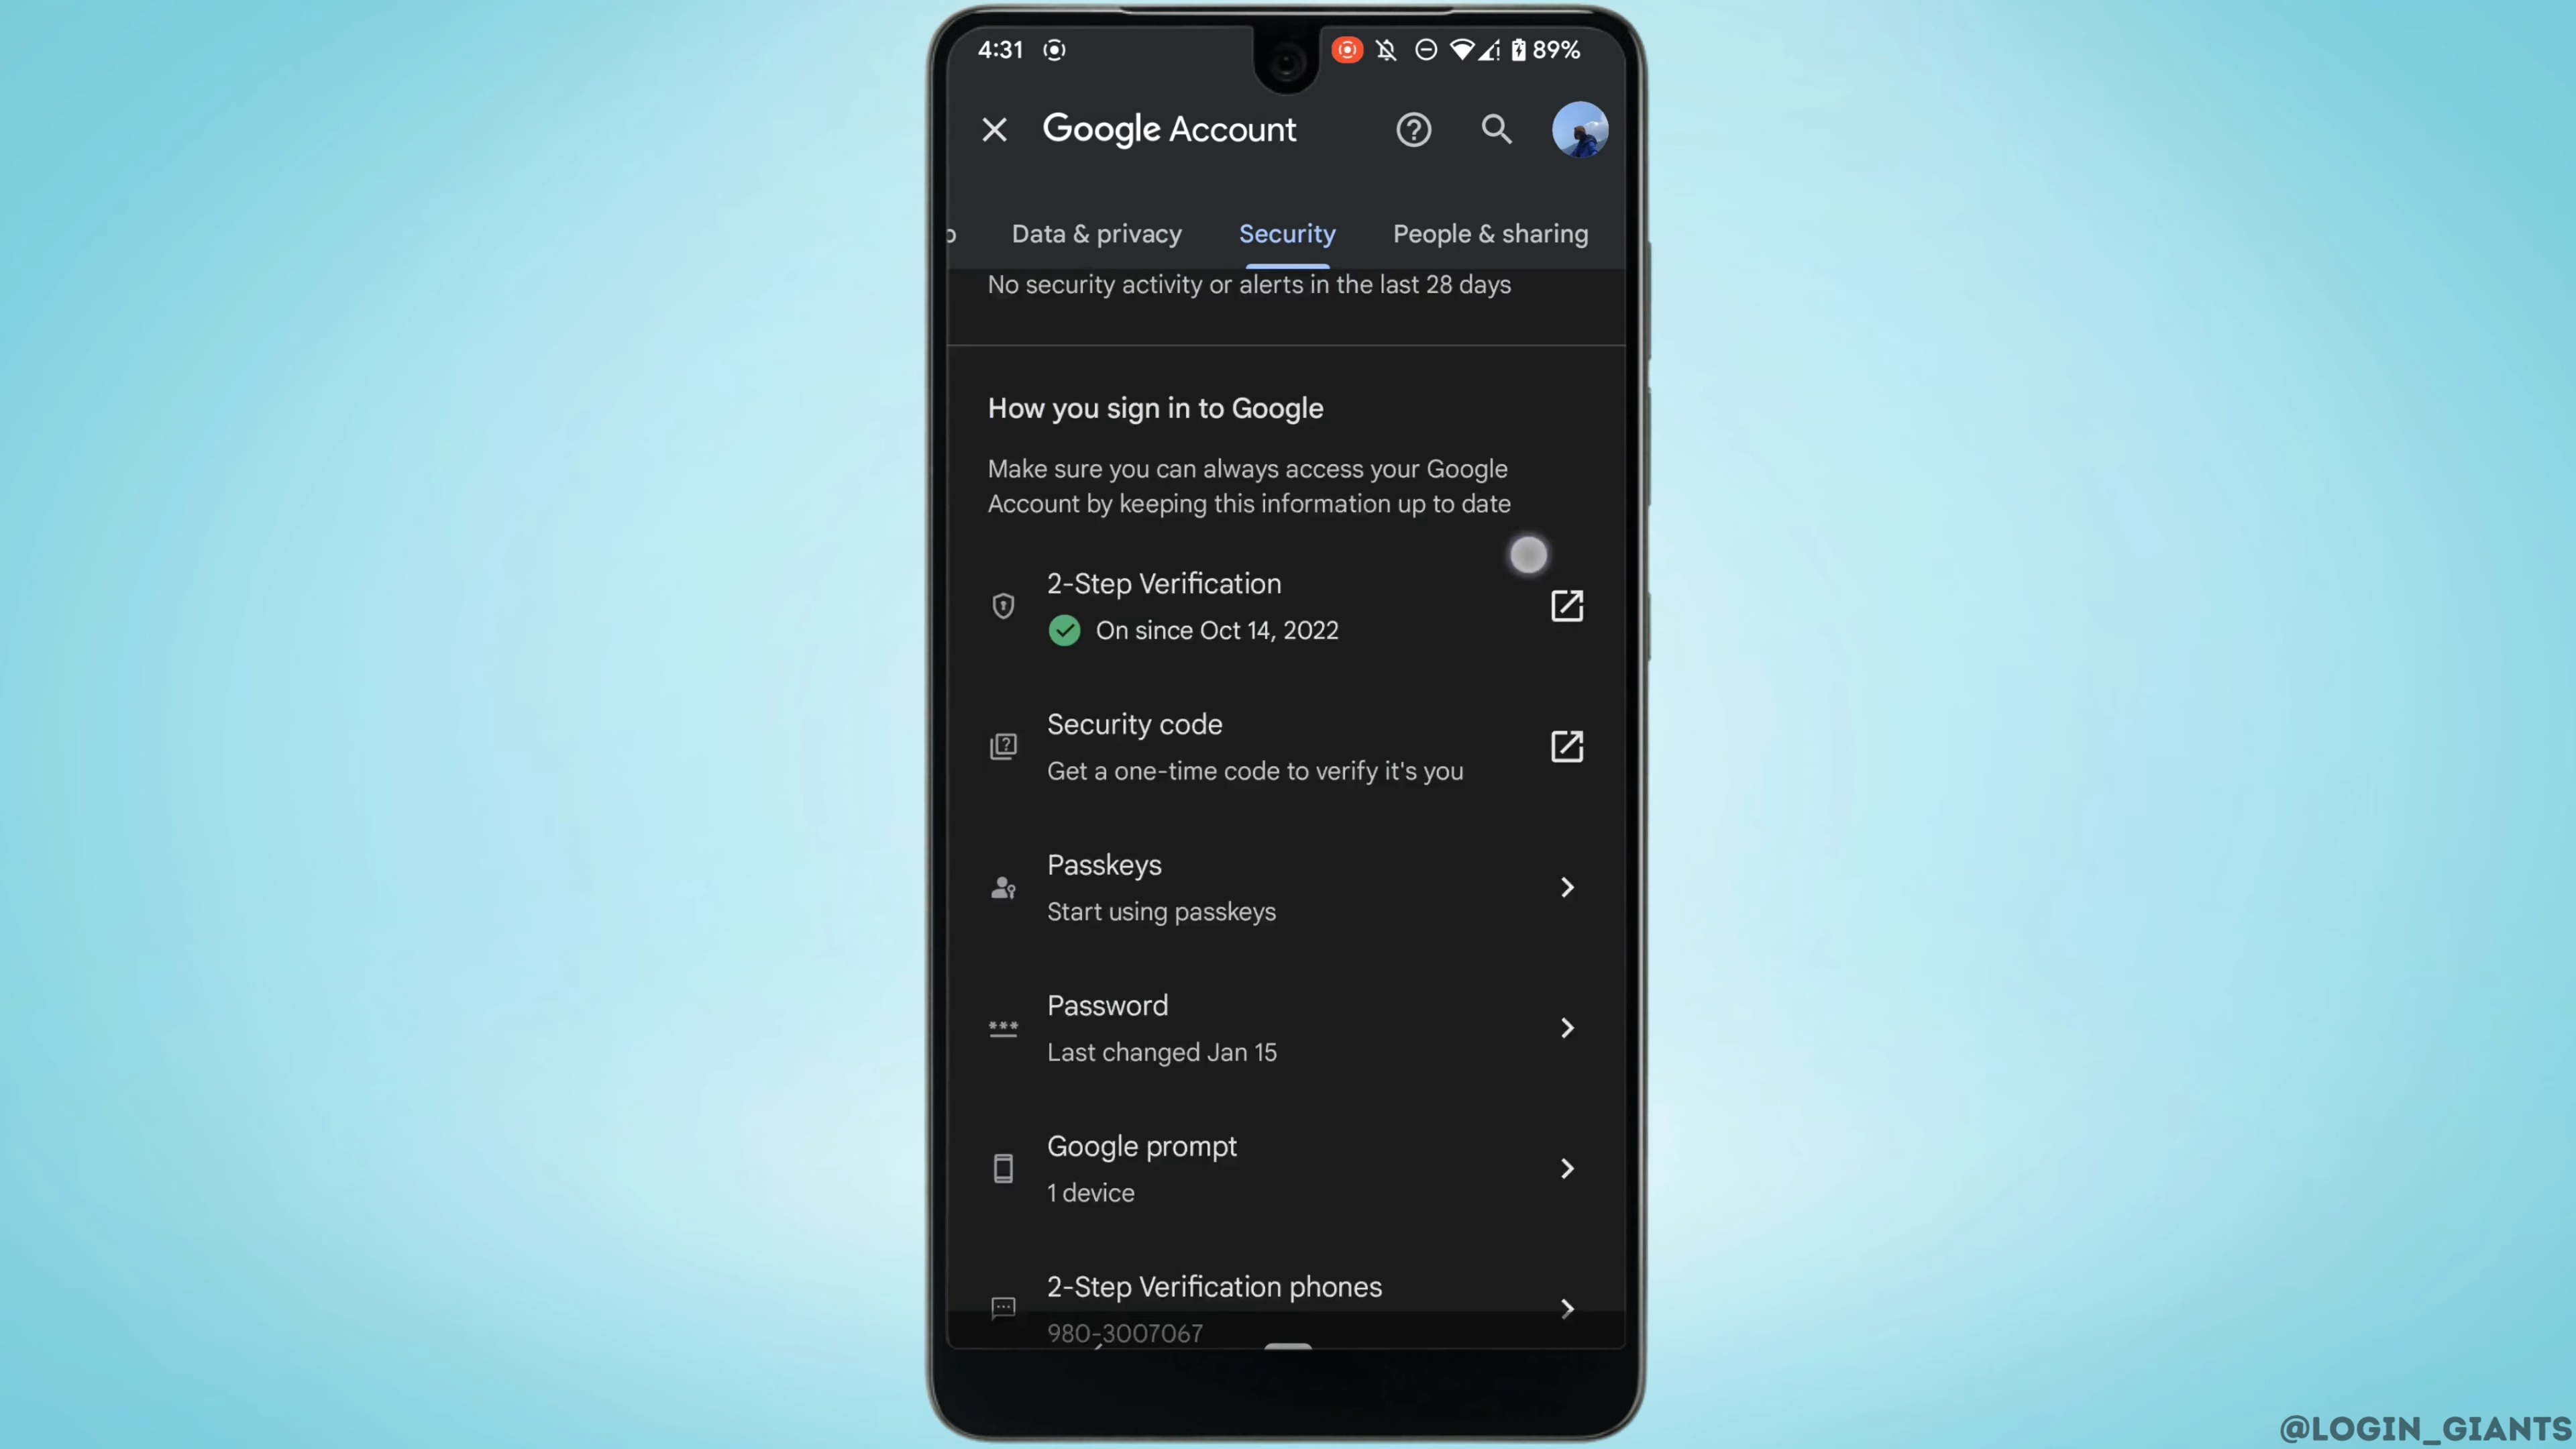 4:31
89%
Google Account
Data & privacy
Security
People & sharing
No security activity or alerts in the last 28 days
How you sign in to Google
Make sure you can always access your Google
Account by keeping this information up to date
2-Step Verification
On since Oct 14, 2022
Security code
Get a one-time code to verify it's you
Passkeys
Start using passkeys
Password
Last changed Jan 15
Google prompt
1 device
2-Step Verification phones
980-3007067
@LOGIN_GIANTS